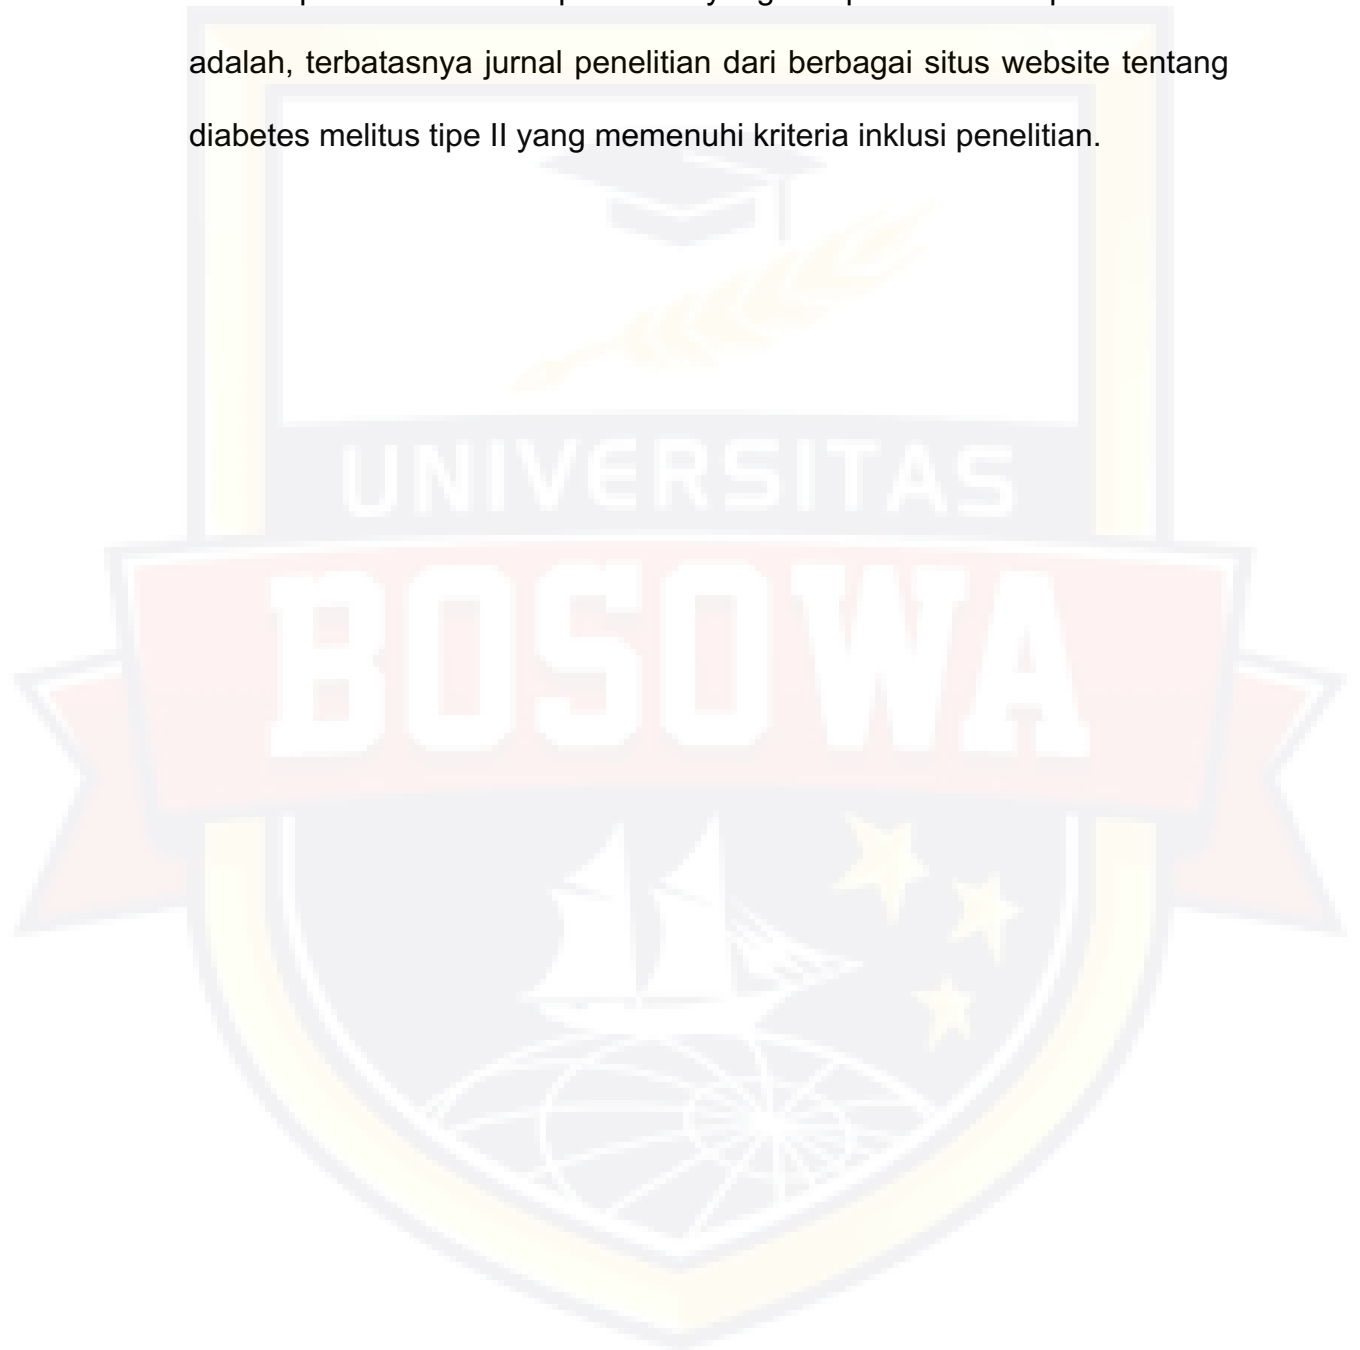 adalah, terbatasnya jurnal penelitian dari berbagai situs website tentang
diabetes melitus tipe II yang memenuhi kriteria inklusi penelitian.
UNIVERSITAS
BOSOWA